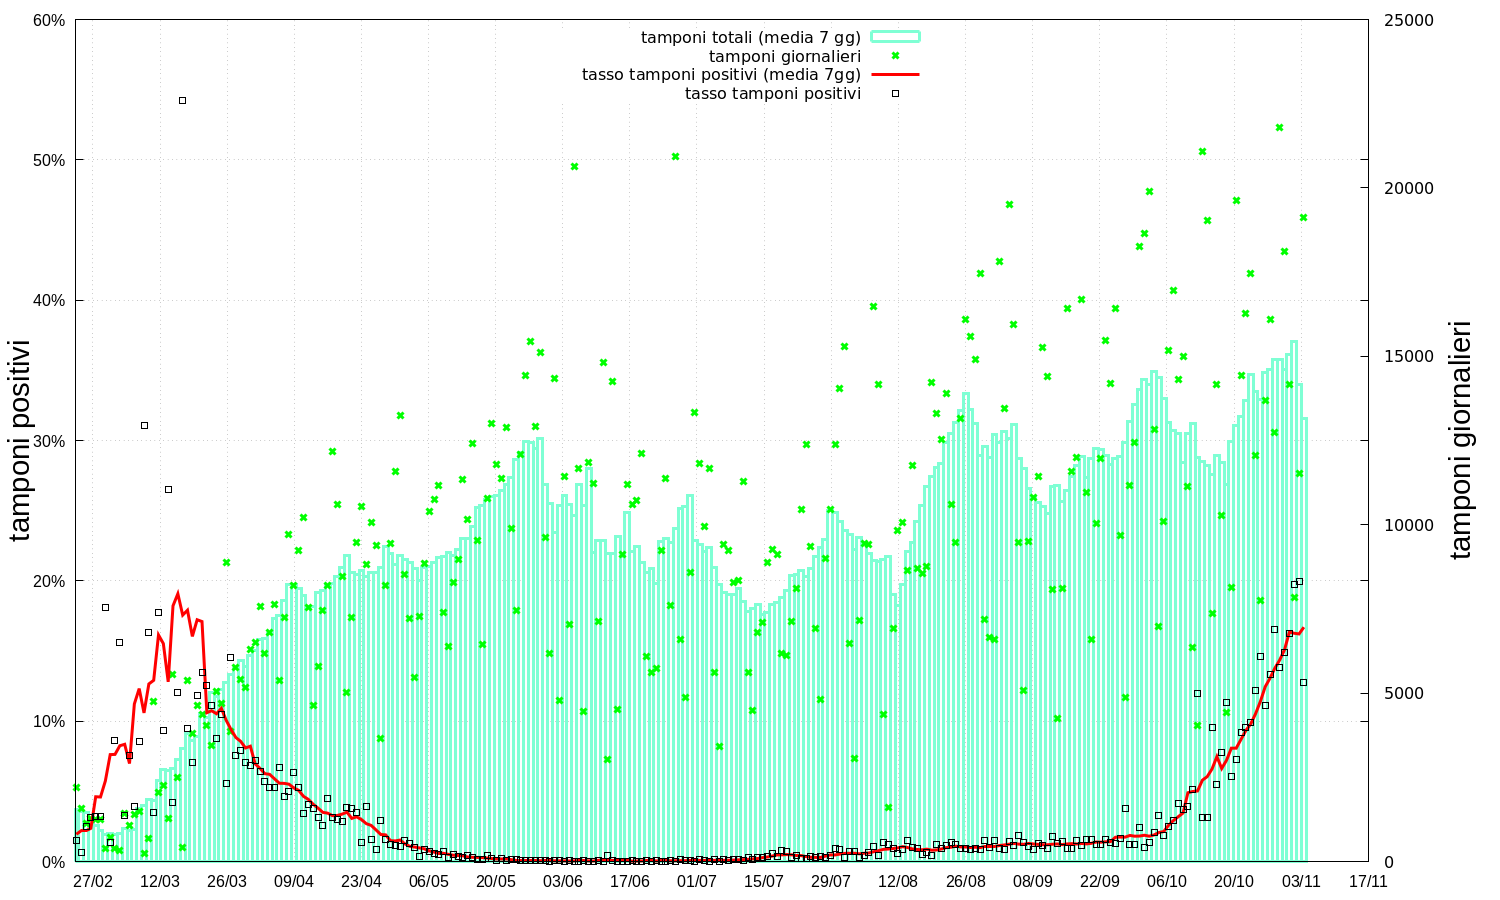 60%
50%
40%
30%
20%
10%
0%
tamponi positivi
tamponi totali (media 7 gg)
tamponi giornalieri
tasso tamponi positivi (media 7gg)
tasso tamponi positivi
25000
20000
15000
10000
5000
0
tamponi giornalieri
27/02 12/03 26/03 09/04 23/04 06/05 20/05 03/06 17/06 01/07 15/07 29/07 12/08 26/08 08/09 22/09 06/10 20/10 03/11 17/11